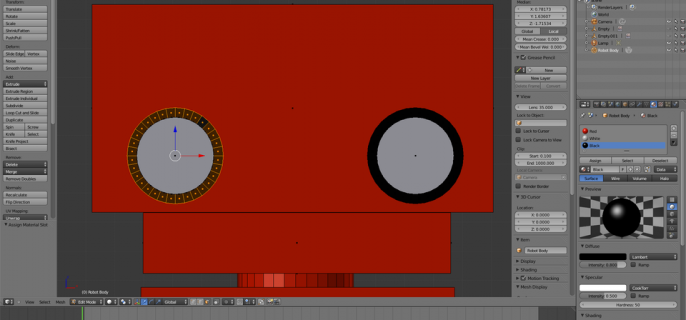 Transform
Translate
Rotate
Scale
Shrink/Fatten
Push/Pull
Deform:
Slide Edge
Vertex
Noise
Smooth Vertex
Add:
Extrude
Extrude Region
Extrude Individual
Subdivide
Loop Cut and Slide
Duplicate
Spin
Screw
Knife
Select
Knife Project
Bisect
Remove:
Delete
Merge
Remove Doubles
Normals:
Recalculate
Flip Direction
UV Mapping:
Unwrap
Assign Material Slot
(0) Robot Body
View
Select
Add
Mesh
Edit Mode
Global
Median:
X: 0.79173
Z: -1.71534
Global
Local
Mean Crease: 0.000
Mean Bevel Wei: 0.000
Grease Pencil
New
New Layer
View
Lens: 35.000
Lock to Object:
Lock to Cursor
Lock Camera to View
Clip:
Start: 0.100
End: 1000.000
Render Border
3D Cursor
Location:
X: 0.0000
Y: 0.0000
Z: 0.0000
Item
Robot Body
Display
Shading
Motion Tracking
Mesh Display
RenderLayers
World
Camera
Empty
Empty.001
Lamp
Robot Body
Robot Body
Black
Red
White
Black
Assign
Select
Deselect
Black
Data
Surface
Wire
Volume
Halo
Preview
Diffuse
Lambert
Intensity: 0.800
Ramp
Specular
CookTorr
Intensity: 0.500
Ramp
Hardness: 50
Shading